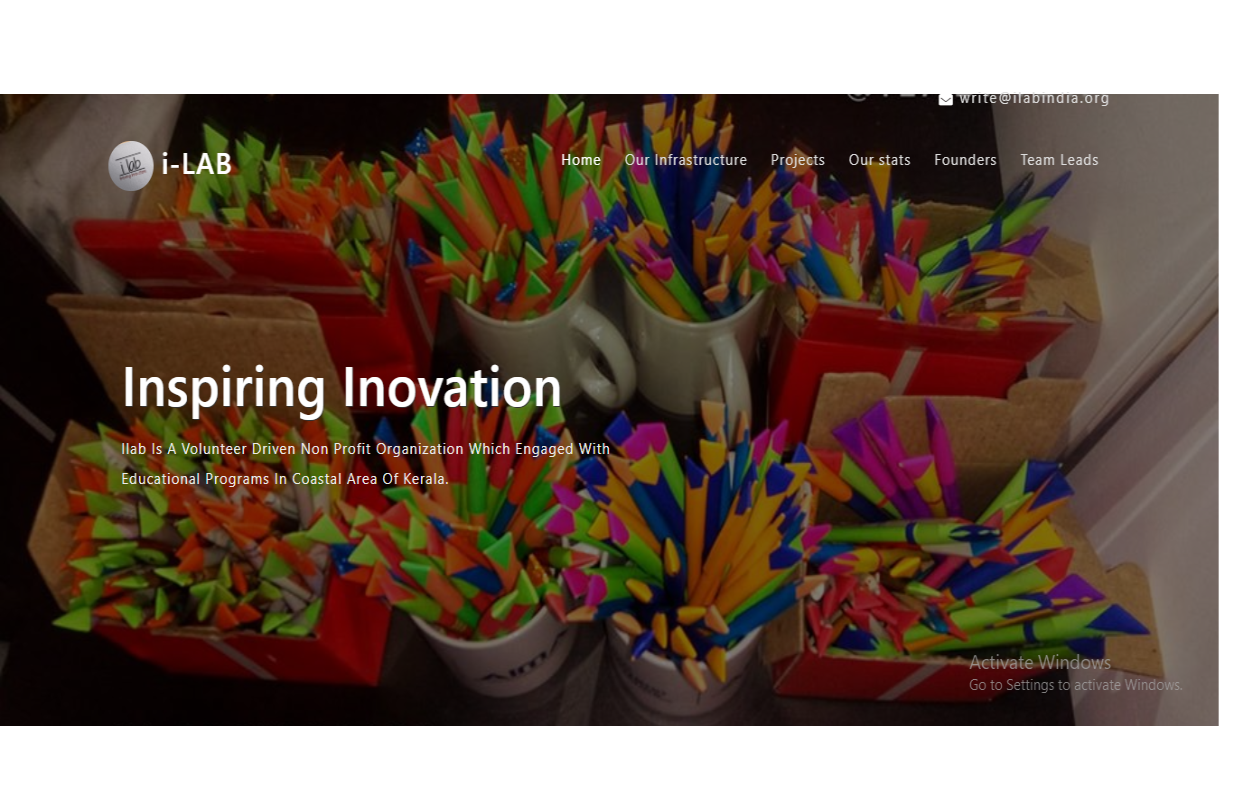 write@ilabindia.org
i lab
i-LAB
Home Our Infrastructure Projects Our stats Founders Team Leads
Inspiring Inovation
Ilab Is A Volunteer Driven Non Profit Organization Which Engaged With
Educational Programs In Coastal Area Of Kerala.
Activate Windows
Go to Settings to activate Windows.